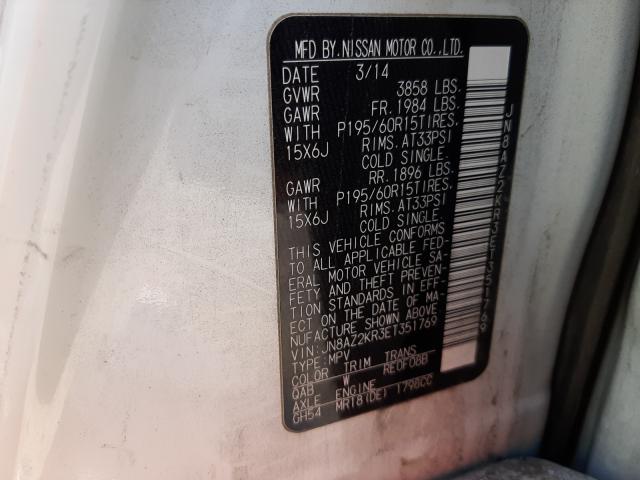 MFD BY. NISSAN MOTOR CO., LTD.
DATE 3/14
GVWR 3858 LBS.
GAWR FR. 1984 LBS.
WITH P195/60R15TIRES.
15X6J RIMS. AT33PSI
COLD SINGLE.
GAWR RR. 1896 LBS.
WITH P195/60R15TIRES.
15X6J RIMS. AT33PSI
COLD SINGLE.
THIS VEHICLE CONFORMS
TO ALL APPLICABLE FED-
ERAL MOTOR VEHICLE SA-
FETY AND THEFT PREVEN-
TION STANDARDS IN EFF-
ECT ON THE DATE OF MA-
NUFACTURE SHOWN ABOVE
VIN: JN8AZ2KR3ET351769
TYPE: MPV
COLOR TRIM TRANS
QAB W RE0F08B
AXLE ENGINE
GH54 MR18(DE) 1798CC
JN8AZ2KR3ET351769